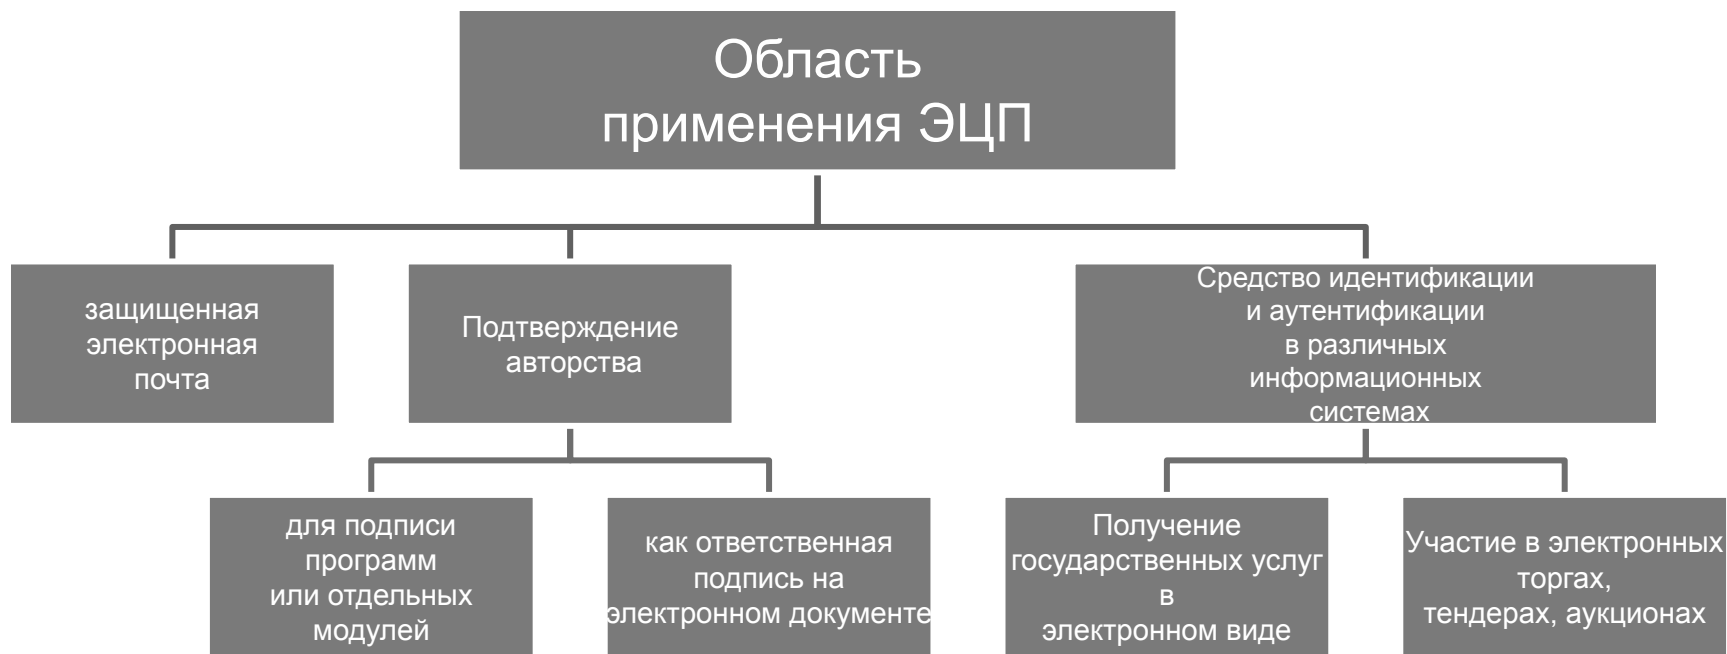 Область
применения ЭЦП
защищенная
электронная
почта
Подтверждение
авторства
Средство идентификации
и аутентификации
в различных
информационных
системах
для подписи
программ
или отдельных
модулей
как ответственная
подпись на
электронном документе
Получение
государственных услуг
в
электронном виде
Участие в электронных
торгах,
тендерах, аукционах